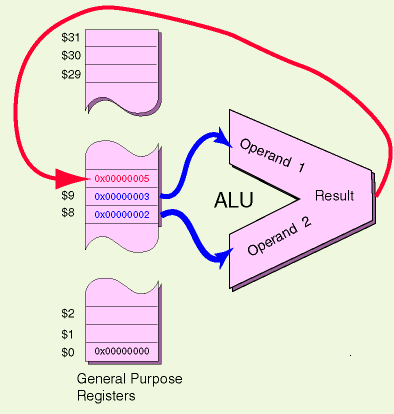 $31
$30
$29
0x00000005
$9 0x00000003
$8 0x00000002
Operand 1
ALU
Result
Operand 2
$2
$1
$0 0x00000000
General Purpose
Registers